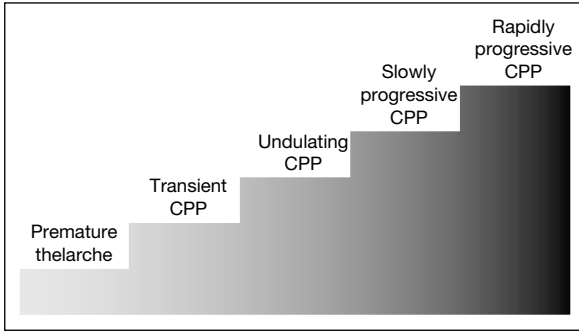 Premature
thelarche
Transient
CPP
Undulating
CPP
Slowly
progressive
CPP
Rapidly
progressive
CPP